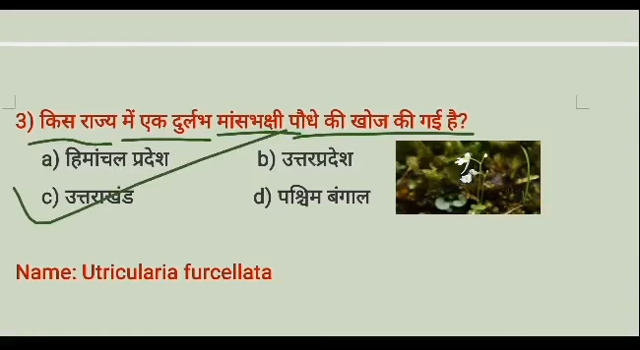 3) किस राज्य में एक दुर्लभ मांसभक्षी पौधे की खोज की गई है?
a) हिमांचल प्रदेश b) उत्तरप्रदेश
c) उत्तराखंड d) पश्चिम बंगाल
Name: Utricularia furcellata